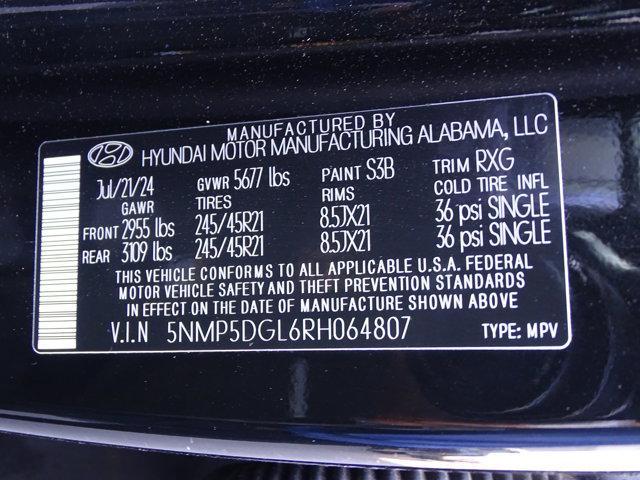 MANUFACTURED BY
HYUNDAI MOTOR MANUFACTURING ALABAMA, LLC
Jul/21/24 GVWR 5677 lbs PAINT S3B TRIM RXG
GAWR TIRES RIMS COLD TIRE INFL
FRONT 2955 lbs 245/45R21 8.5JX21 36 psi SINGLE
REAR 3109 lbs 245/45R21 8.5JX21 36 psi SINGLE
THIS VEHICLE CONFORMS TO ALL APPLICABLE U.S.A. FEDERAL
MOTOR VEHICLE SAFETY AND THEFT PREVENTION STANDARDS
IN EFFECT ON THE DATE OF MANUFACTURE SHOWN ABOVE
V.I.N 5NMP5DGL6RH064807 TYPE: MPV